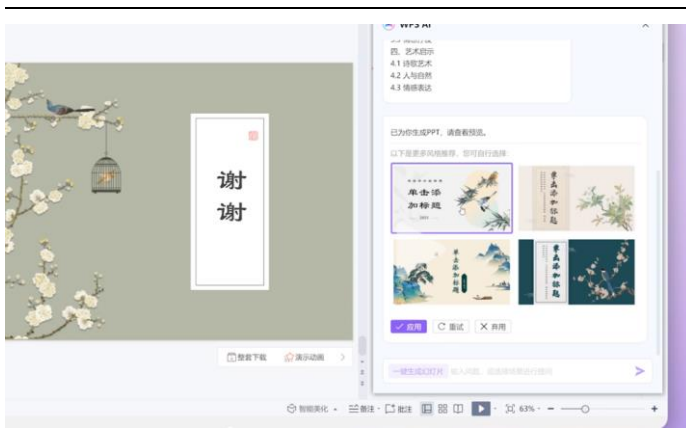 WPS AI
四、艺术启示
4.1 诗歌艺术
4.2 人与自然
4.3 情感表达
已为你生成PPT，请查看预览。
以下是更多风格推荐，您可自行选择:
单击添
加标题
单击添加标题
单击添加标题
单击添加标题
谢
谢
应用
重试
弃用
整套下载
演示动画
一键生成幻灯片
智能美化
备注
批注
63%